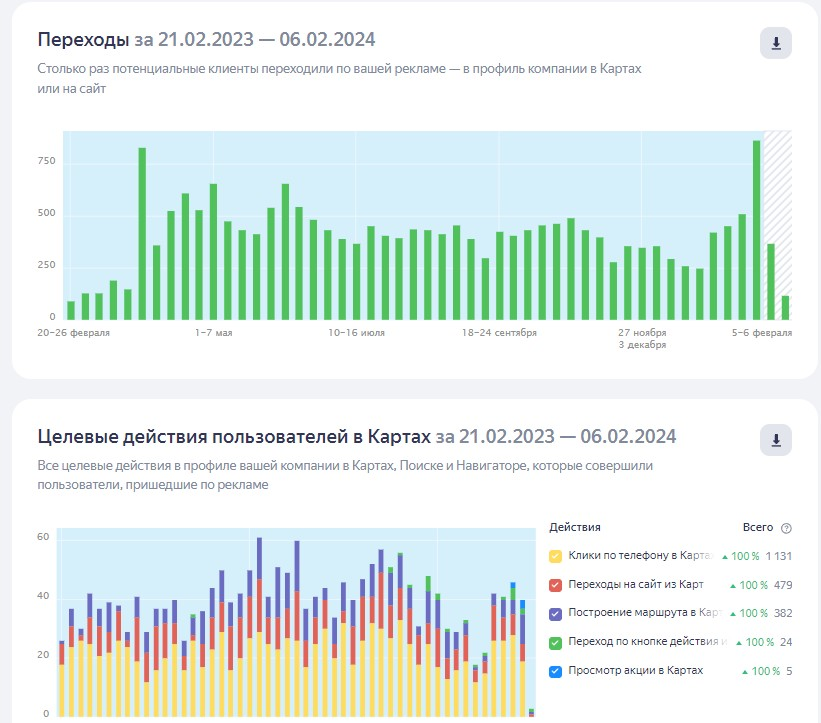 Переходы за 21.02.2023 — 06.02.2024
Столько раз потенциальные клиенты переходили по вашей рекламе — в профиль компании в Картах
или на сайт
750
500
250
0
20–26 февраля 1–7 мая 10–16 июля 18–24 сентября 27 ноября 5–6 февраля
3 декабря
Целевые действия пользователей в Картах за 21.02.2023 — 06.02.2024
Все целевые действия в профиле вашей компании в Картах, Поиске и Навигаторе, которые совершили
пользователи, пришедшие по рекламе
60
40
20
0
Действия Всего ?
Клики по телефону в Картах 100 % 1 131
Переходы на сайт из Карт 100 % 479
Построение маршрута в Карт 100 % 382
Переход по кнопке действия и 100 % 24
Просмотр акции в Картах 100 % 5